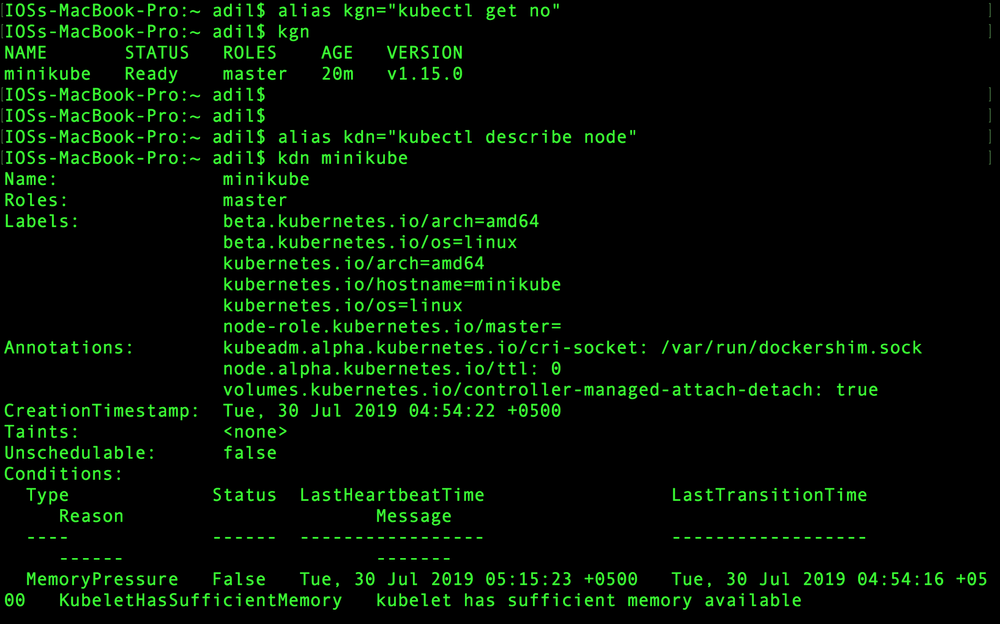 [IOSs-MacBook-Pro:~ adil$ alias kgn="kubectl get no" ]
[IOSs-MacBook-Pro:~ adil$ kgn ]
NAME       STATUS   ROLES    AGE   VERSION
minikube   Ready    master   20m   v1.15.0
[IOSs-MacBook-Pro:~ adil$ ]
[IOSs-MacBook-Pro:~ adil$ ]
[IOSs-MacBook-Pro:~ adil$ alias kdn="kubectl describe node" ]
[IOSs-MacBook-Pro:~ adil$ kdn minikube ]
Name:               minikube
Roles:              master
Labels:             beta.kubernetes.io/arch=amd64
                    beta.kubernetes.io/os=linux
                    kubernetes.io/arch=amd64
                    kubernetes.io/hostname=minikube
                    kubernetes.io/os=linux
                    node-role.kubernetes.io/master=
Annotations:        kubeadm.alpha.kubernetes.io/cri-socket: /var/run/dockershim.sock
                    node.alpha.kubernetes.io/ttl: 0
                    volumes.kubernetes.io/controller-managed-attach-detach: true
CreationTimestamp:  Tue, 30 Jul 2019 04:54:22 +0500
Taints:             <none>
Unschedulable:      false
Conditions:
  Type             Status  LastHeartbeatTime                 LastTransitionTime
     Reason                       Message
  ----             ------  -----------------                 ------------------
     ------                       -------
  MemoryPressure   False   Tue, 30 Jul 2019 05:15:23 +0500   Tue, 30 Jul 2019 04:54:16 +05
00   KubeletHasSufficientMemory   kubelet has sufficient memory available